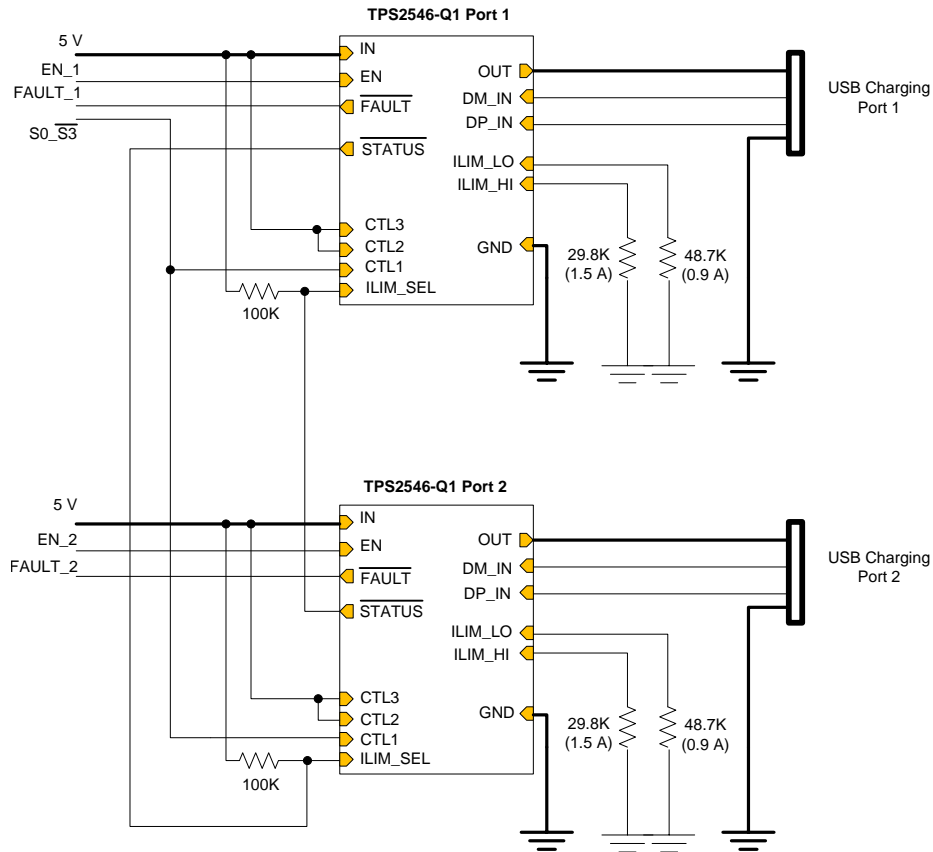 TPS2546-Q1 Port 1
5 V
EN_1
FAULT_1
S0_S3
IN
EN
FAULT
STATUS
CTL3
CTL2
CTL1
ILIM_SEL
100K
OUT
DM_IN
DP_IN
ILIM_LO
ILIM_HI
GND
29.8K
(1.5 A)
48.7K
(0.9 A)
USB Charging
Port 1
TPS2546-Q1 Port 2
5 V
EN_2
FAULT_2
IN
EN
FAULT
STATUS
CTL3
CTL2
CTL1
ILIM_SEL
100K
OUT
DM_IN
DP_IN
ILIM_LO
ILIM_HI
GND
29.8K
(1.5 A)
48.7K
(0.9 A)
USB Charging
Port 2